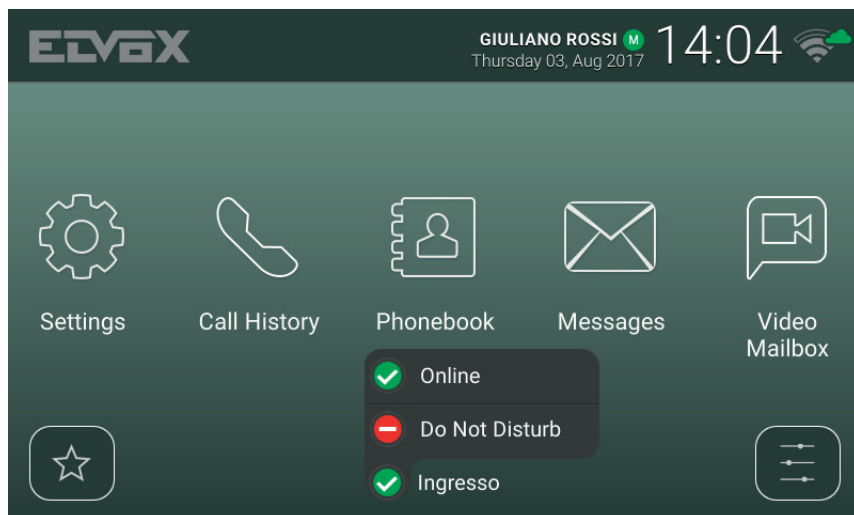 ELVOX
GIULIANO ROSSI M
Thursday 03, Aug 2017
14:04
Settings
Call History
Phonebook
Messages
Video
Mailbox
Online
Do Not Disturb
Ingresso